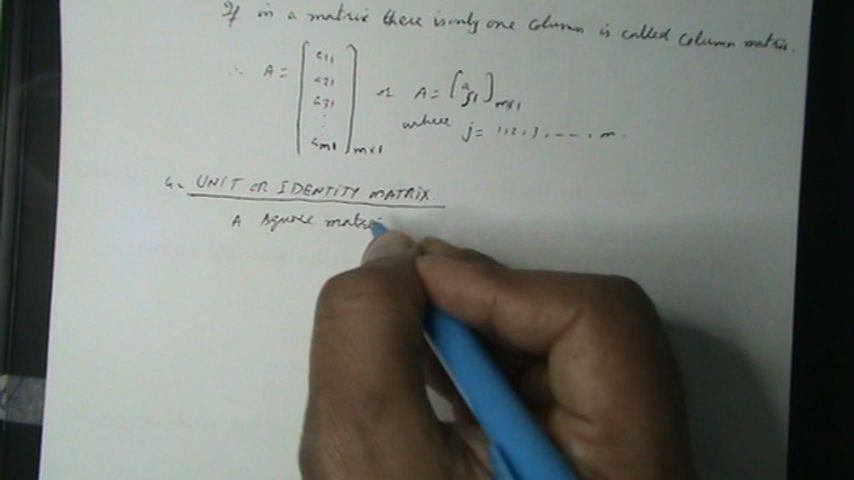 If in a matrix there is only one column is called column matrix.
∴ A = [a11 a21 a31 ⋮ am1]m×1 or A = [aj1]m×1
where j = 1,2,3,---,m.
4. UNIT OR IDENTITY MATRIX.
A square matri